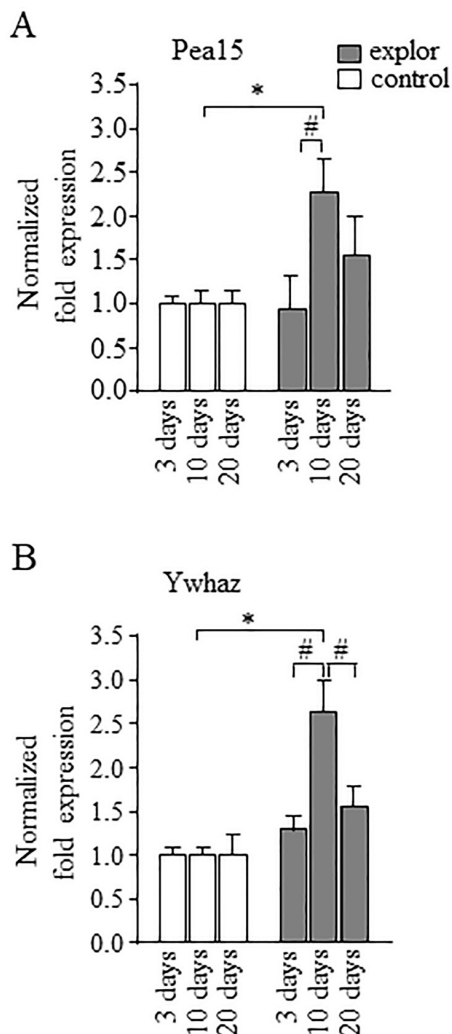 A
Pea15
explor
control
Normalized
fold expression
3.5
3.0
2.5
2.0
1.5
1.0
0.5
0.0
*
#
3 days
10 days
20 days
3 days
10 days
20 days
B
Ywhaz
Normalized
fold expression
3.5
3.0
2.5
2.0
1.5
1.0
0.5
0.0
*
# #
3 days
10 days
20 days
3 days
10 days
20 days